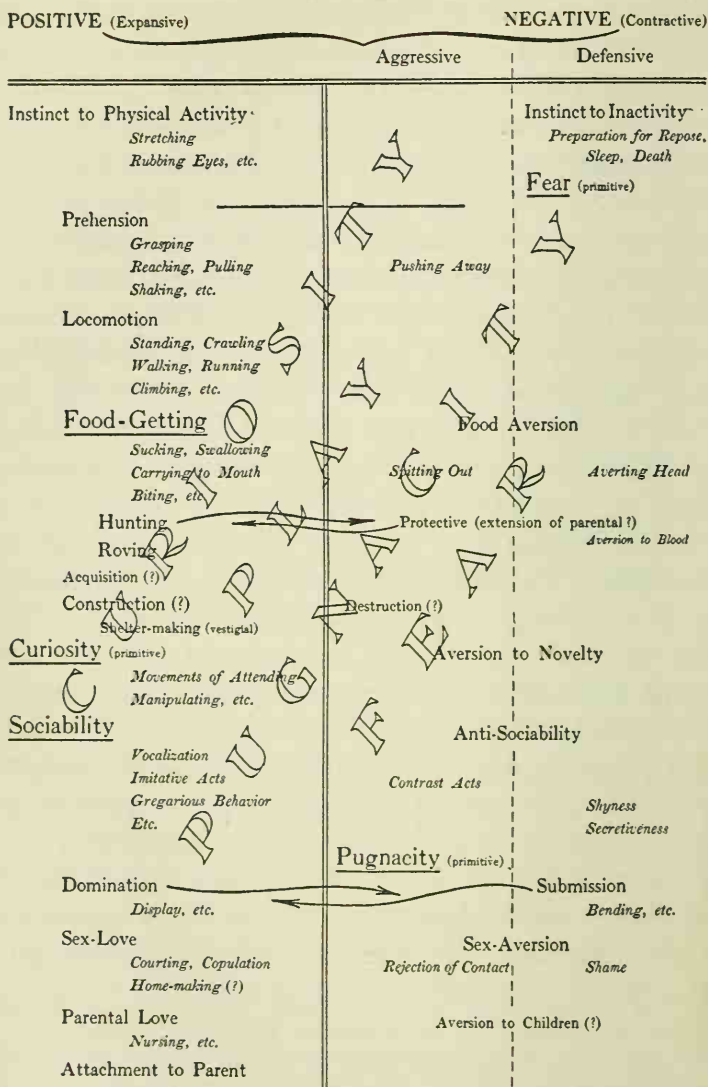 POSITIVE (Expansive) NEGATIVE (Contractive)
Aggressive Defensive
Instinct to Physical Activity Instinct to Inactivity
Stretching Preparation for Repose,
Rubbing Eyes, etc. Sleep, Death
Fear (primitive)
Prehension
Grasping
Reaching, Pulling Pushing Away
Shaking, etc.
Locomotion
Standing, Crawling
Walking, Running
Climbing, etc.
Food-Getting Food Aversion
Sucking, Swallowing
Carrying to Mouth Spitting Out Averting Head
Biting, etc.
Hunting Protective (extension of parental ?)
Roving Aversion to Blood
Acquisition (?)
Construction (?) Destruction (?)
Shelter-making (vestigial)
Curiosity (primitive) Aversion to Novelty
Movements of Attending
Manipulating, etc.
Sociability Anti-Sociability
Vocalization
Imitative Acts Contrast Acts
Gregarious Behavior Shyness
Etc. Secretiveness
Pugnacity (primitive)
Domination Submission
Display, etc. Bending, etc.
Sex-Love Sex-Aversion
Courting, Copulation Rejection of Contact Shame
Home-making (?)
Parental Love Aversion to Children (?)
Nursing, etc.
Attachment to Parent
CURIOSITY
PLAY
PUGNACITY
FEAR